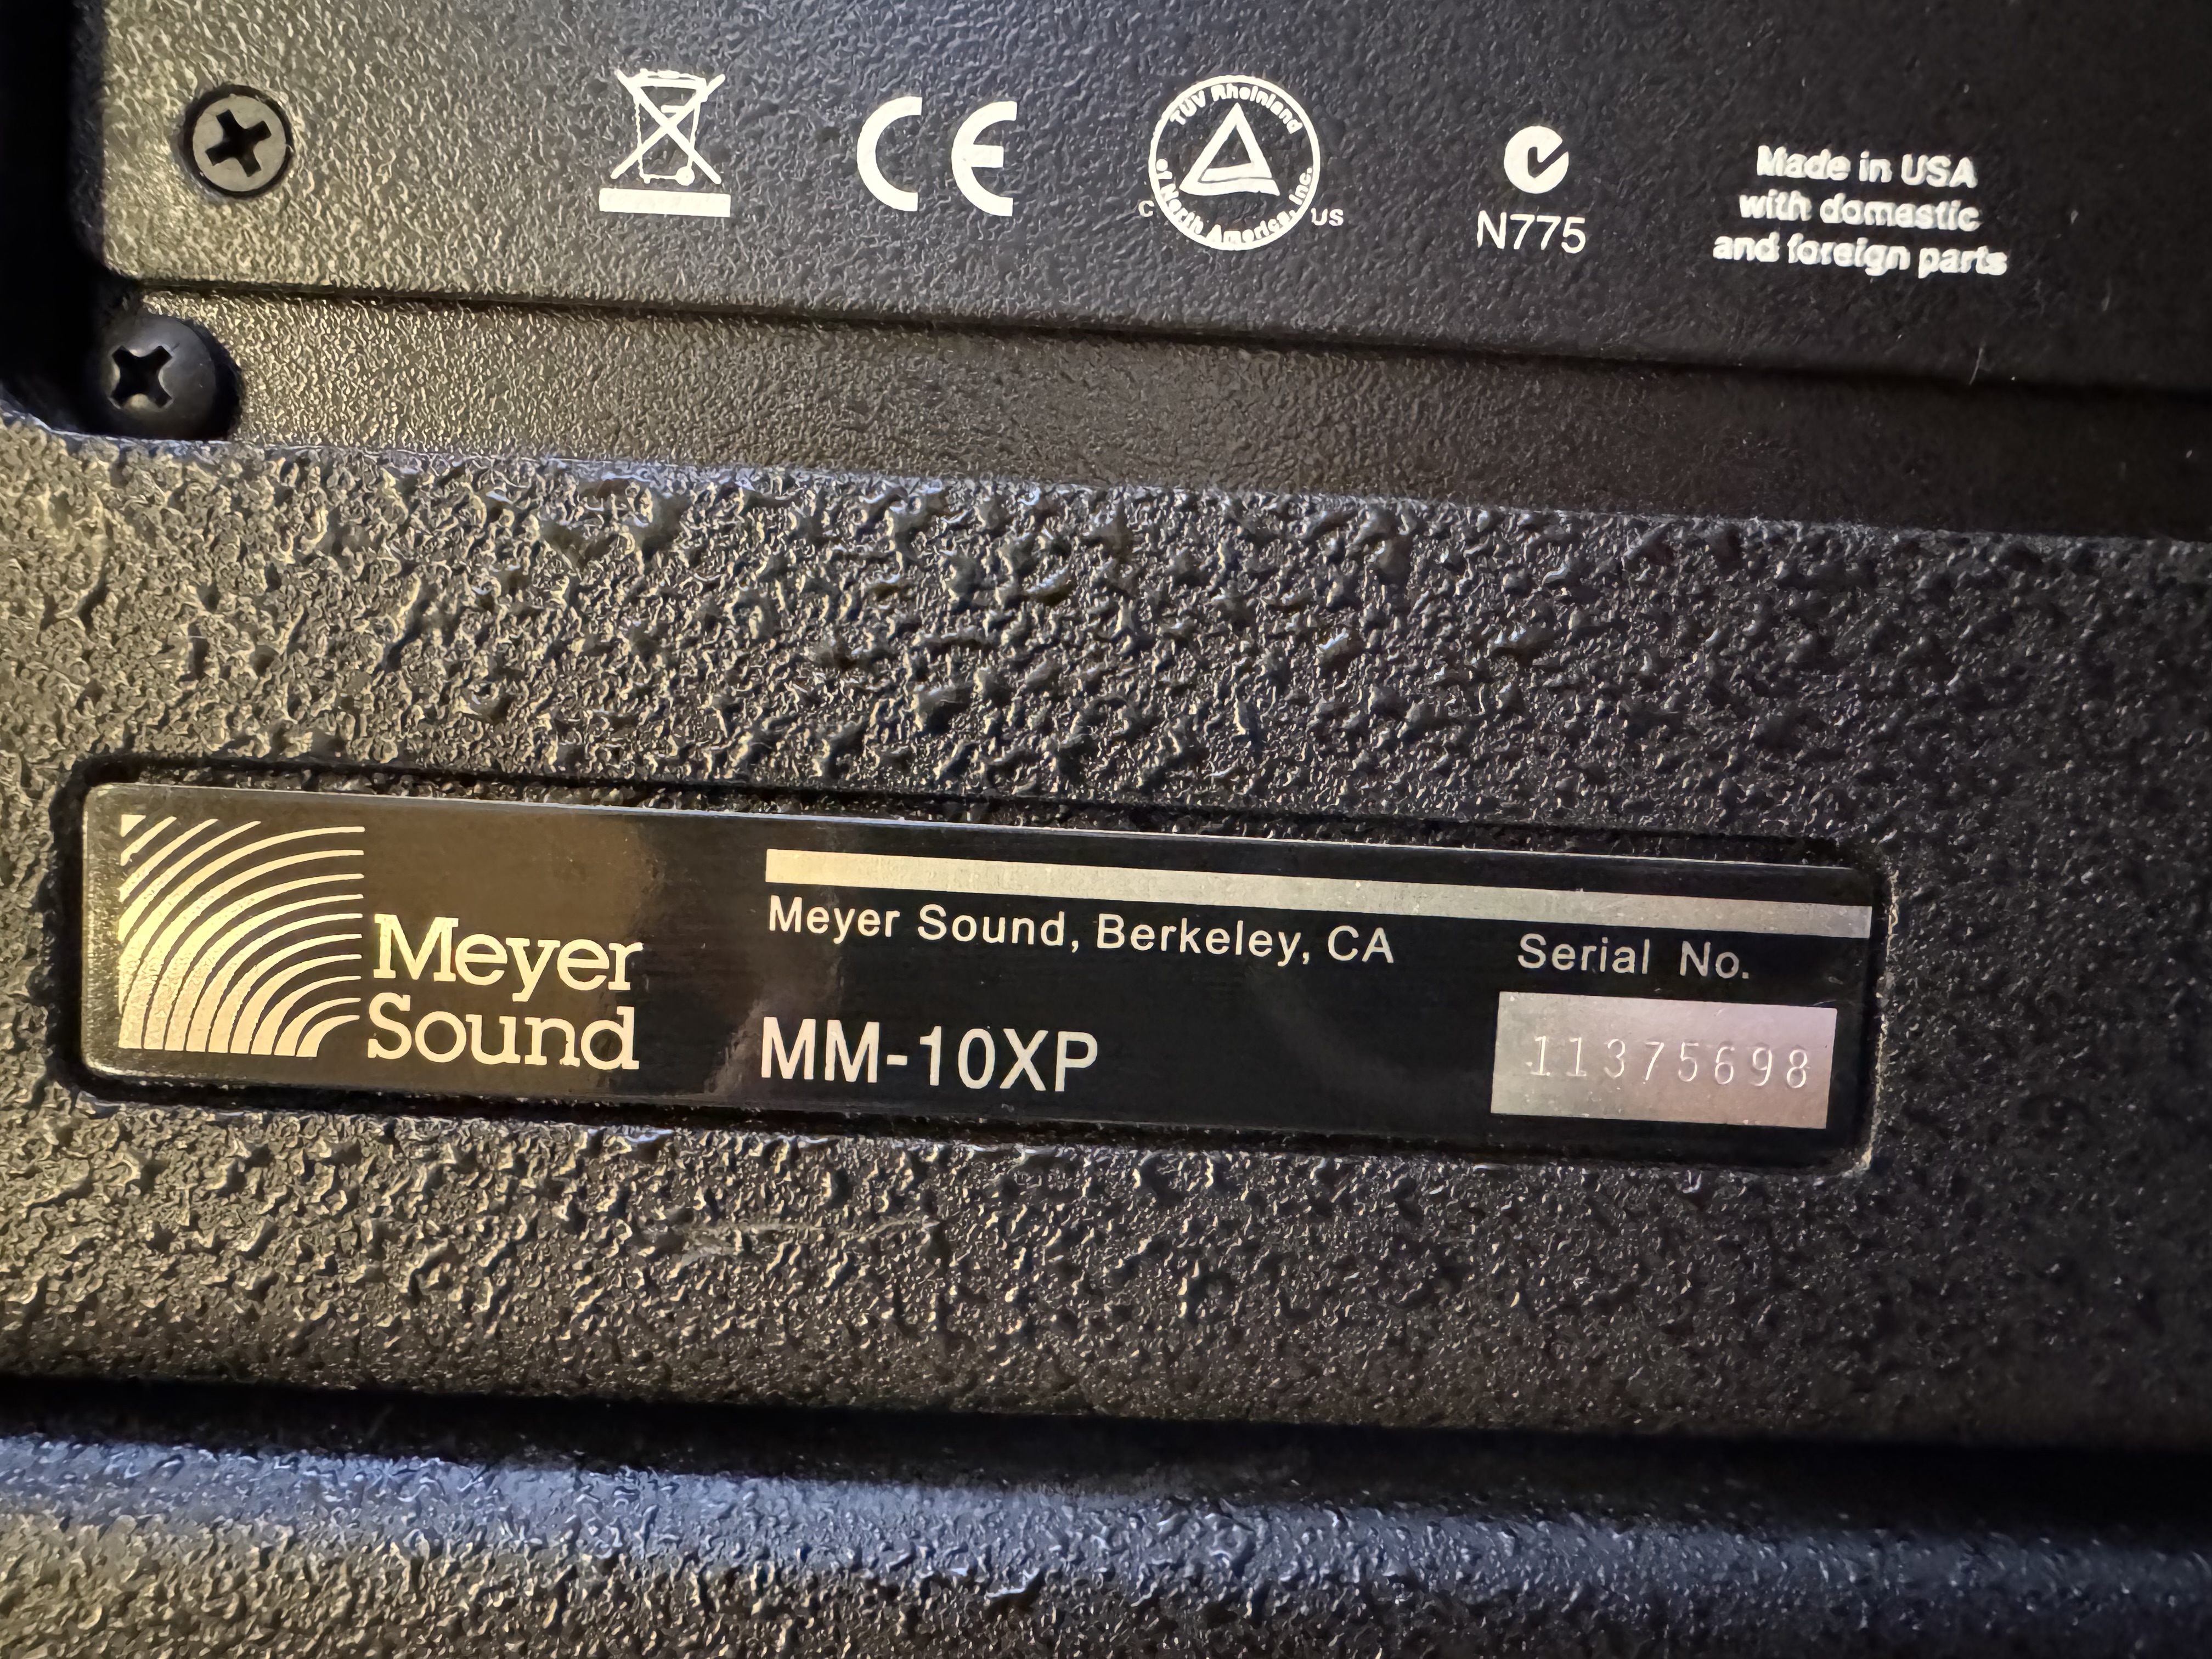 CE
TÜV Rheinland
of North America, Inc.
C US
N775
Made in USA
with domestic
and foreign parts
Meyer
Sound
Meyer Sound, Berkeley, CA
Serial No.
MM-10XP
11375698